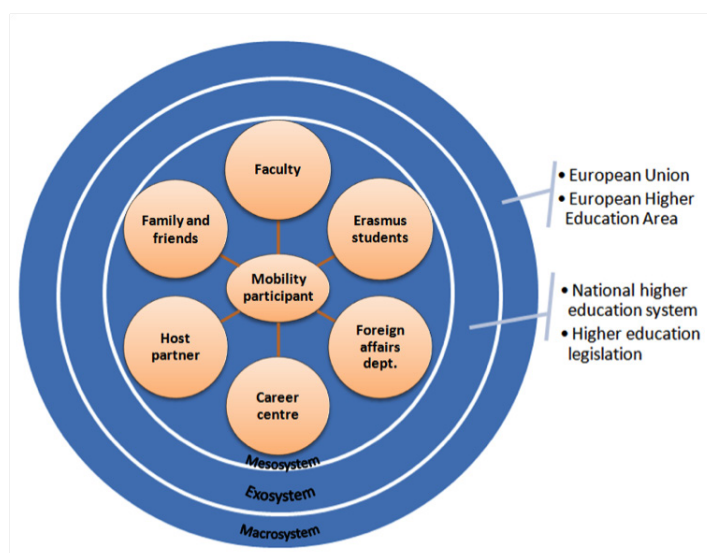 Faculty
Family and
friends
Erasmus
students
Mobility
participant
Host
partner
Foreign
affairs
dept.
Career
centre
Mesosystem
Exosystem
Macrosystem
• European Union
• European Higher
Education Area
• National higher
education system
• Higher education
legislation